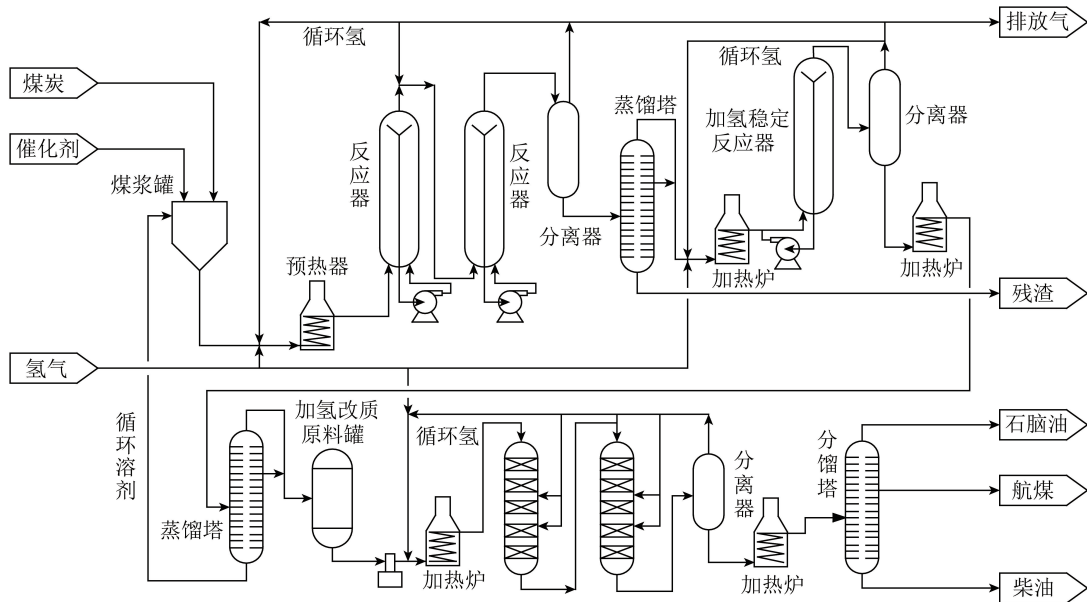 循环氢
排放气
煤炭
催化剂
煤浆罐
预热器
反应器
反应器
分离器
蒸馏塔
循环氢
加氢稳定
反应器
加热炉
分离器
加热炉
残渣
氢气
循环溶剂
蒸馏塔
加氢改质
原料罐
循环氢
加热炉
分离器
加热炉
分馏塔
石脑油
航煤
柴油